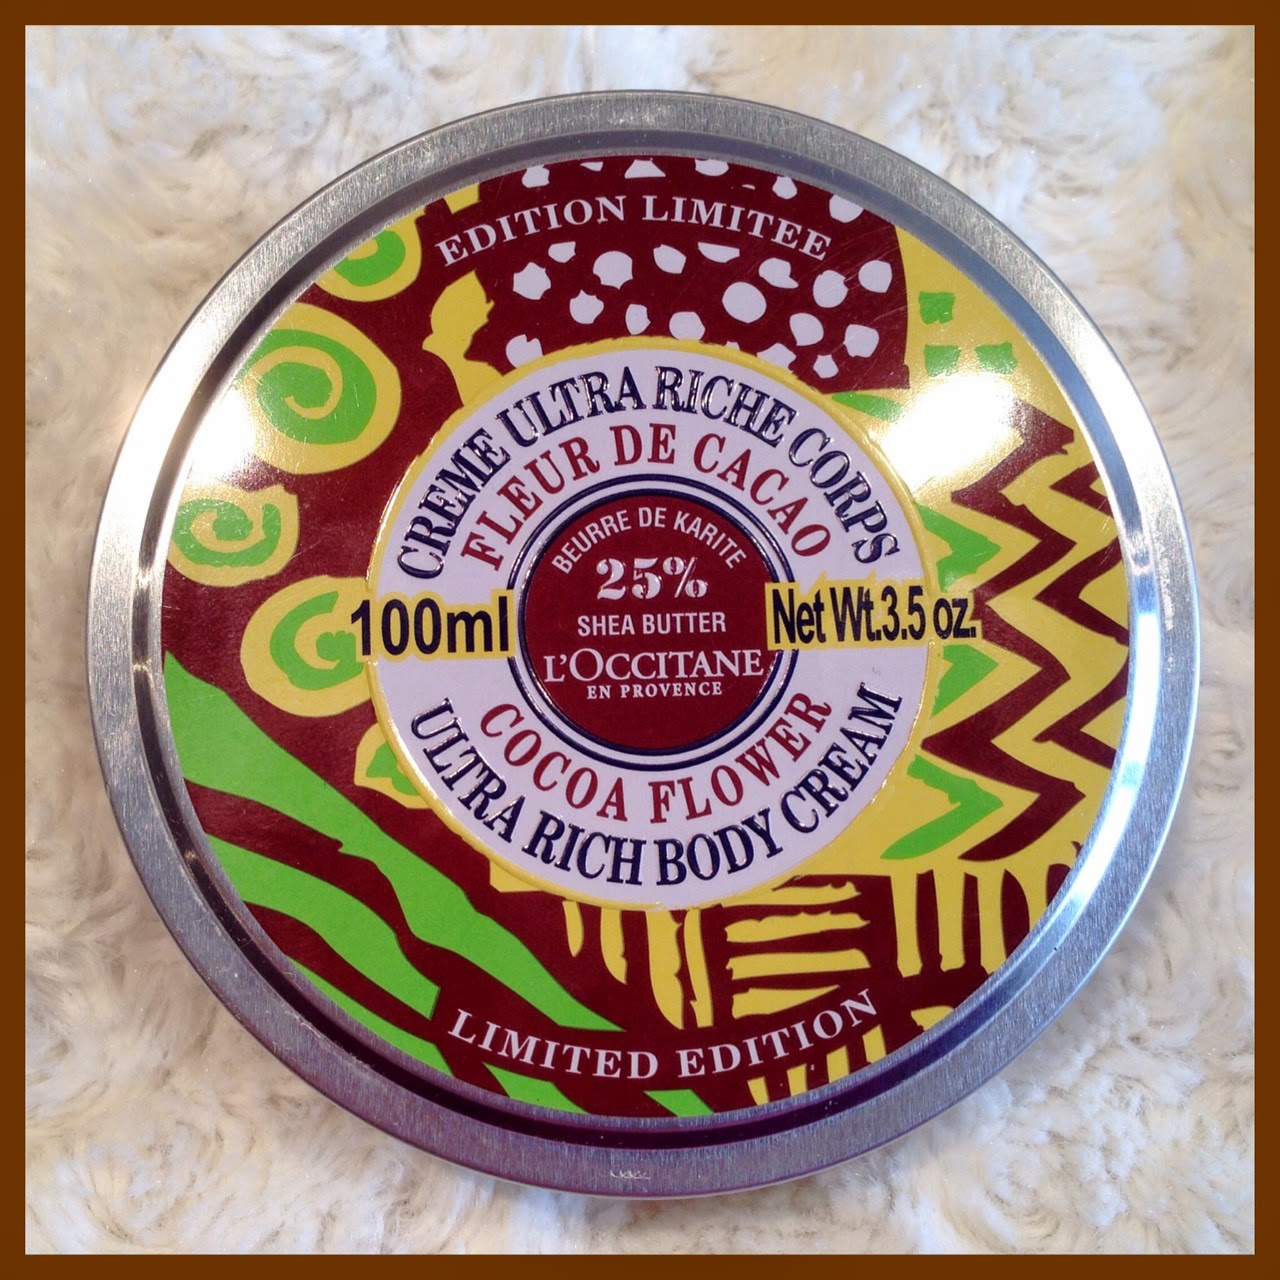 EDITION LIMITEE
CREME ULTRA RICHE CORPS
FLEUR DE CACAO
BEURRE DE KARITE
25%
SHEA BUTTER
L'OCCITANE
EN PROVENCE
100ml
Net Wt.3.5 oz.
COCOA FLOWER
ULTRA RICH BODY CREAM
LIMITED EDITION